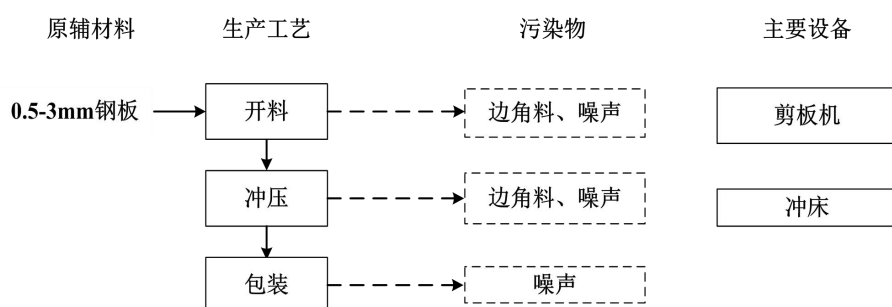 原辅材料 生产工艺 污染物 主要设备
0.5-3mm钢板 开料 边角料、噪声 剪板机
冲压 边角料、噪声 冲床
包装 噪声